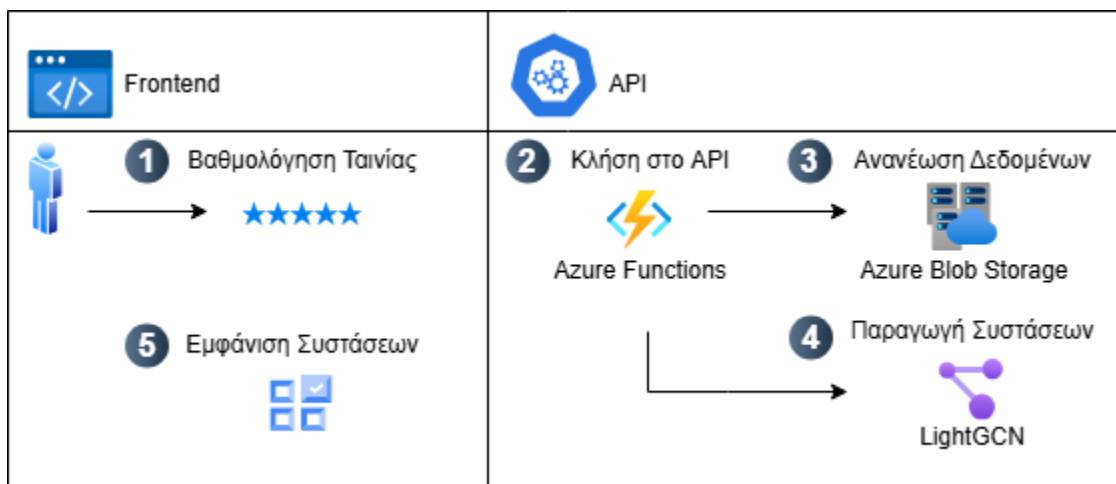 Frontend
API
1 Βαθμολόγηση Ταινίας
2 Κλήση στο API
3 Ανανέωση Δεδομένων
Azure Functions
Azure Blob Storage
4 Παραγωγή Συστάσεων
5 Εμφάνιση Συστάσεων
LightGCN